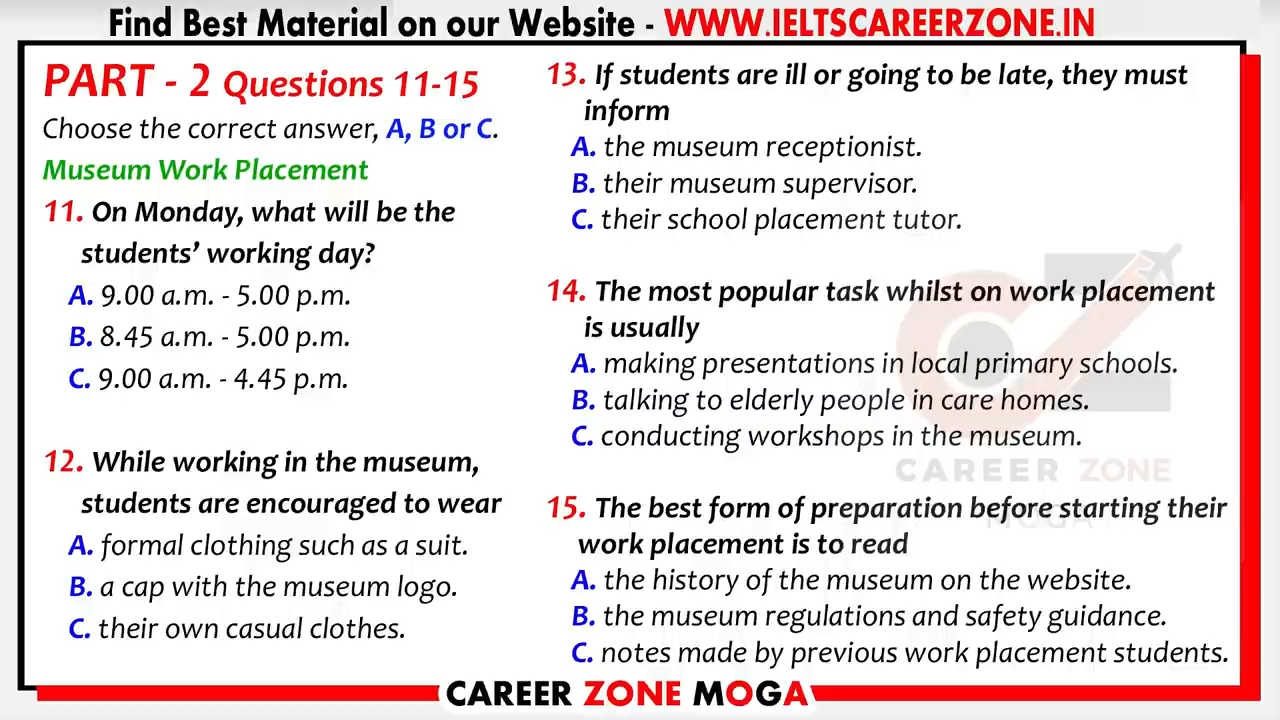 Find Best Material on our Website - WWW.IELTSCAREERZONE.IN
PART - 2 Questions 11-15
Choose the correct answer, A, B or C.
Museum Work Placement
11. On Monday, what will be the
students’ working day?
A. 9.00 a.m. - 5.00 p.m.
B. 8.45 a.m. - 5.00 p.m.
C. 9.00 a.m. - 4.45 p.m.
12. While working in the museum,
students are encouraged to wear
A. formal clothing such as a suit.
B. a cap with the museum logo.
C. their own casual clothes.
13. If students are ill or going to be late, they must
inform
A. the museum receptionist.
B. their museum supervisor.
C. their school placement tutor.
14. The most popular task whilst on work placement
is usually
A. making presentations in local primary schools.
B. talking to elderly people in care homes.
C. conducting workshops in the museum.
CAREER ZONE
MOGA
15. The best form of preparation before starting their
work placement is to read
A. the history of the museum on the website.
B. the museum regulations and safety guidance.
C. notes made by previous work placement students.
CAREER ZONE MOGA